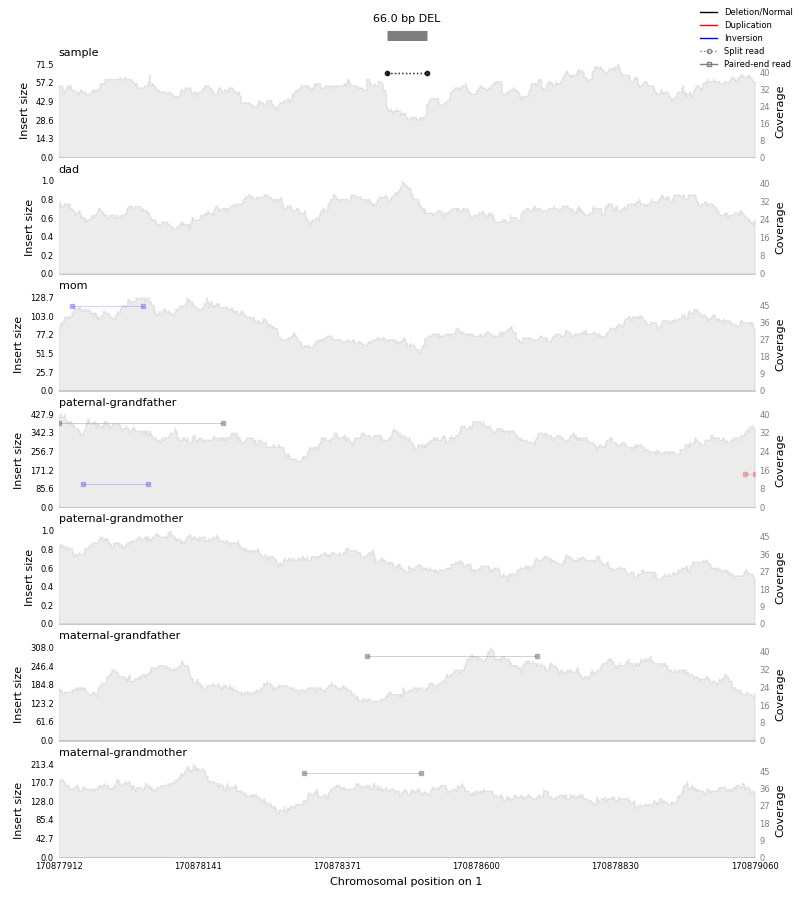 66.0 bp DEL
Deletion/Normal
Duplication
Inversion
Split read
Paired-end read
sample
71.5
57.2
42.9
28.6
14.3
0.0
Insert size
40
32
24
16
8
0
Coverage
dad
1.0
0.8
0.6
0.4
0.2
0.0
Insert size
40
32
24
16
8
0
Coverage
mom
128.7
103.0
77.2
51.5
25.7
0.0
Insert size
45
36
27
18
9
0
Coverage
paternal-grandfather
427.9
342.3
256.7
171.2
85.6
0.0
Insert size
40
32
24
16
8
0
Coverage
paternal-grandmother
1.0
0.8
0.6
0.4
0.2
0.0
Insert size
45
36
27
18
9
0
Coverage
maternal-grandfather
308.0
246.4
184.8
123.2
61.6
0.0
Insert size
40
32
24
16
8
0
Coverage
maternal-grandmother
213.4
170.7
128.0
85.4
42.7
0.0
Insert size
45
36
27
18
9
0
Coverage
170877912 170878141 170878371 170878600 170878830 170879060
Chromosomal position on 1